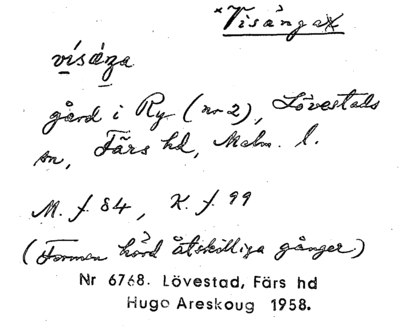 *Visånga
vísåŋa
gård i Ry (nr 2), Lövestads
sn, Färs hd, Malm. l.
M. f. 84, K. f. 99
(Formen hörd åtskilliga gånger)
Nr 6768. Lövestad, Färs hd
Hugo Areskoug 1958.